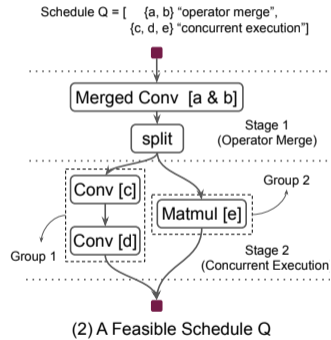 Schedule Q = [ {a, b} “operator merge”,
{c, d, e} “concurrent execution”]
Merged Conv [a & b]
split
Stage 1
(Operator Merge)
Conv [c]
Group 2
Matmul [e]
Conv [d]
Group 1
Stage 2
(Concurrent Execution
(2) A Feasible Schedule Q